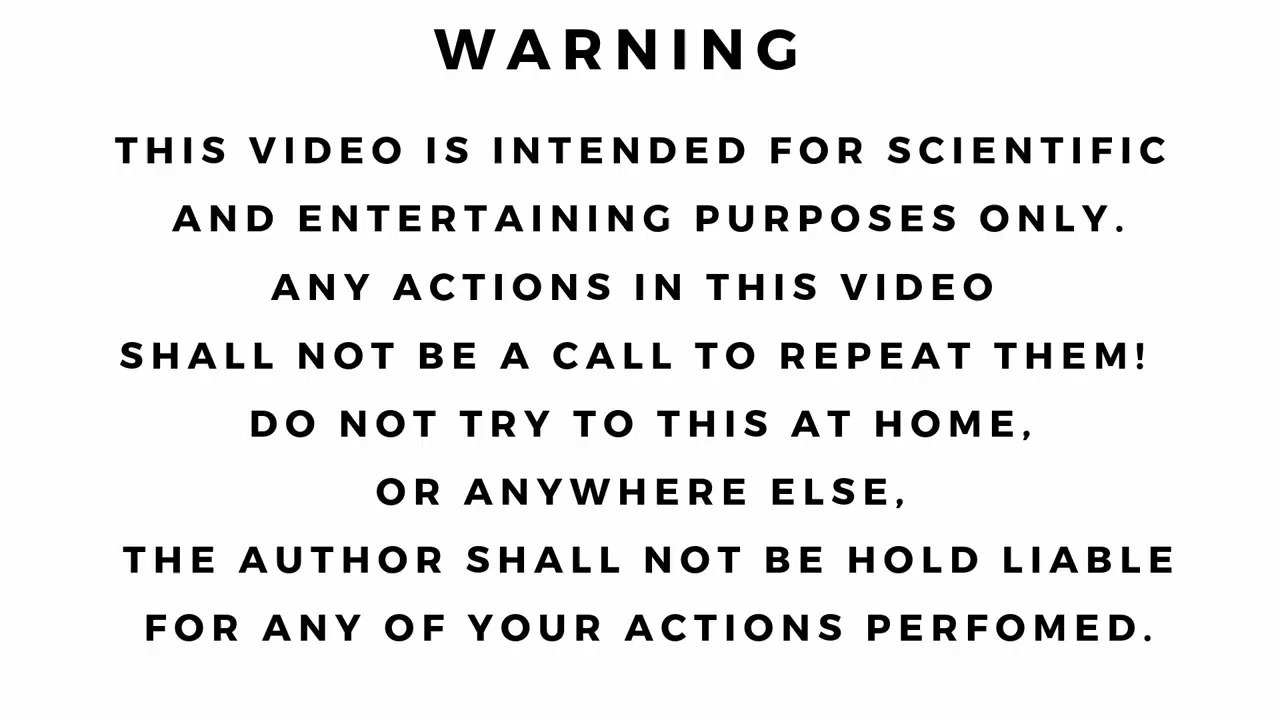 WARNING
THIS VIDEO IS INTENDED FOR SCIENTIFIC
AND ENTERTAINING PURPOSES ONLY.
ANY ACTIONS IN THIS VIDEO
SHALL NOT BE A CALL TO REPEAT THEM!
DO NOT TRY TO THIS AT HOME,
OR ANYWHERE ELSE,
THE AUTHOR SHALL NOT BE HOLD LIABLE
FOR ANY OF YOUR ACTIONS PERFOMED.